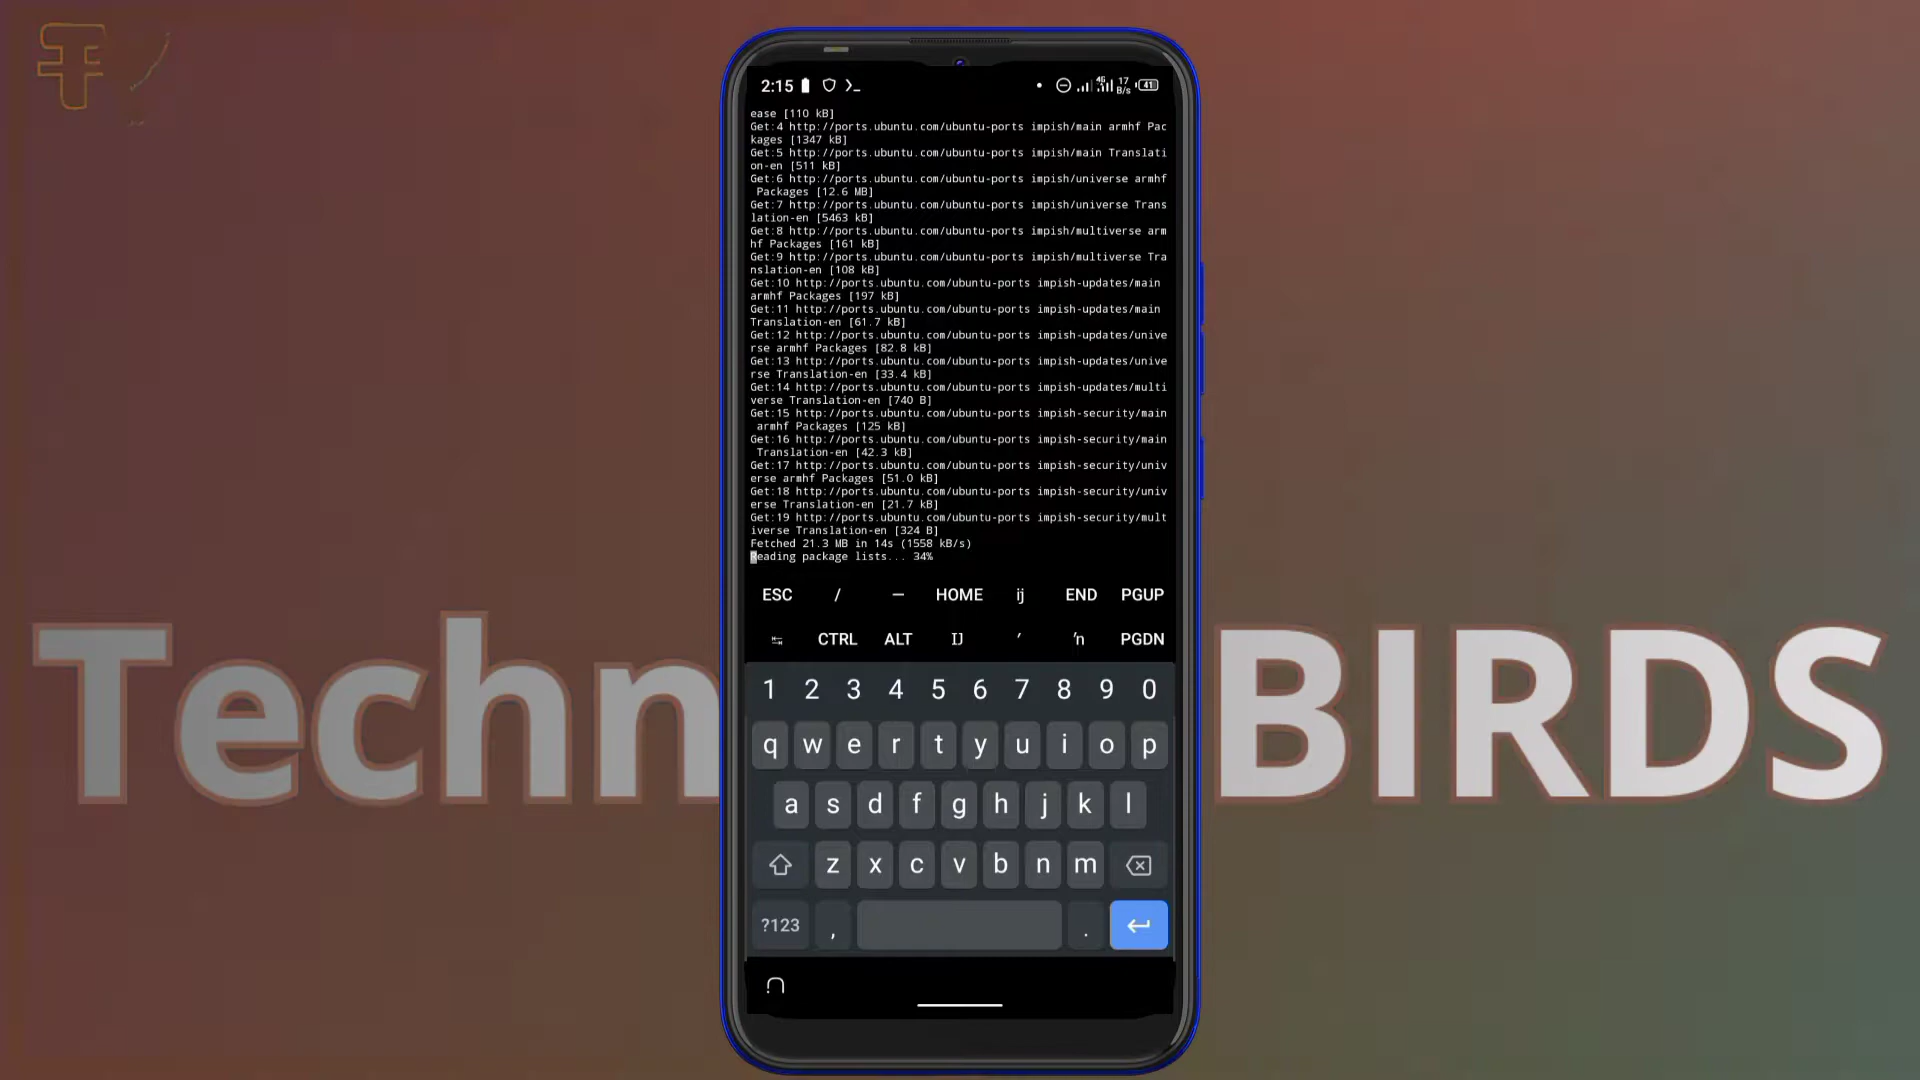 2:15
4G
17
B/s
41
ease [110 kB]
Get:4 http://ports.ubuntu.com/ubuntu-ports impish/main armhf Pac
kages [1347 kB]
Get:5 http://ports.ubuntu.com/ubuntu-ports impish/main Translati
on-en [511 kB]
Get:6 http://ports.ubuntu.com/ubuntu-ports impish/universe armhf
Packages [12.6 MB]
Get:7 http://ports.ubuntu.com/ubuntu-ports impish/universe Trans
lation-en [5463 kB]
Get:8 http://ports.ubuntu.com/ubuntu-ports impish/multiverse arm
hf Packages [161 kB]
Get:9 http://ports.ubuntu.com/ubuntu-ports impish/multiverse Tra
nslation-en [108 kB]
Get:10 http://ports.ubuntu.com/ubuntu-ports impish-updates/main
armhf Packages [197 kB]
Get:11 http://ports.ubuntu.com/ubuntu-ports impish-updates/main
Translation-en [61.7 kB]
Get:12 http://ports.ubuntu.com/ubuntu-ports impish-updates/unive
rse armhf Packages [82.8 kB]
Get:13 http://ports.ubuntu.com/ubuntu-ports impish-updates/unive
rse Translation-en [33.4 kB]
Get:14 http://ports.ubuntu.com/ubuntu-ports impish-updates/multi
verse Translation-en [740 B]
Get:15 http://ports.ubuntu.com/ubuntu-ports impish-security/main
armhf Packages [125 kB]
Get:16 http://ports.ubuntu.com/ubuntu-ports impish-security/main
Translation-en [42.3 kB]
Get:17 http://ports.ubuntu.com/ubuntu-ports impish-security/univ
erse armhf Packages [51.0 kB]
Get:18 http://ports.ubuntu.com/ubuntu-ports impish-security/univ
erse Translation-en [21.7 kB]
Get:19 http://ports.ubuntu.com/ubuntu-ports impish-security/mult
iverse Translation-en [324 B]
Fetched 21.3 MB in 14s (1558 kB/s)
Reading package lists... 34%
ESC / — HOME ij END PGUP
CTRL ALT IJ ′ ŉ PGDN
Techn BIRDS
1 2 3 4 5 6 7 8 9 0
q w e r t y u i o p
a s d f g h j k l
z x c v b n m
?123 , .